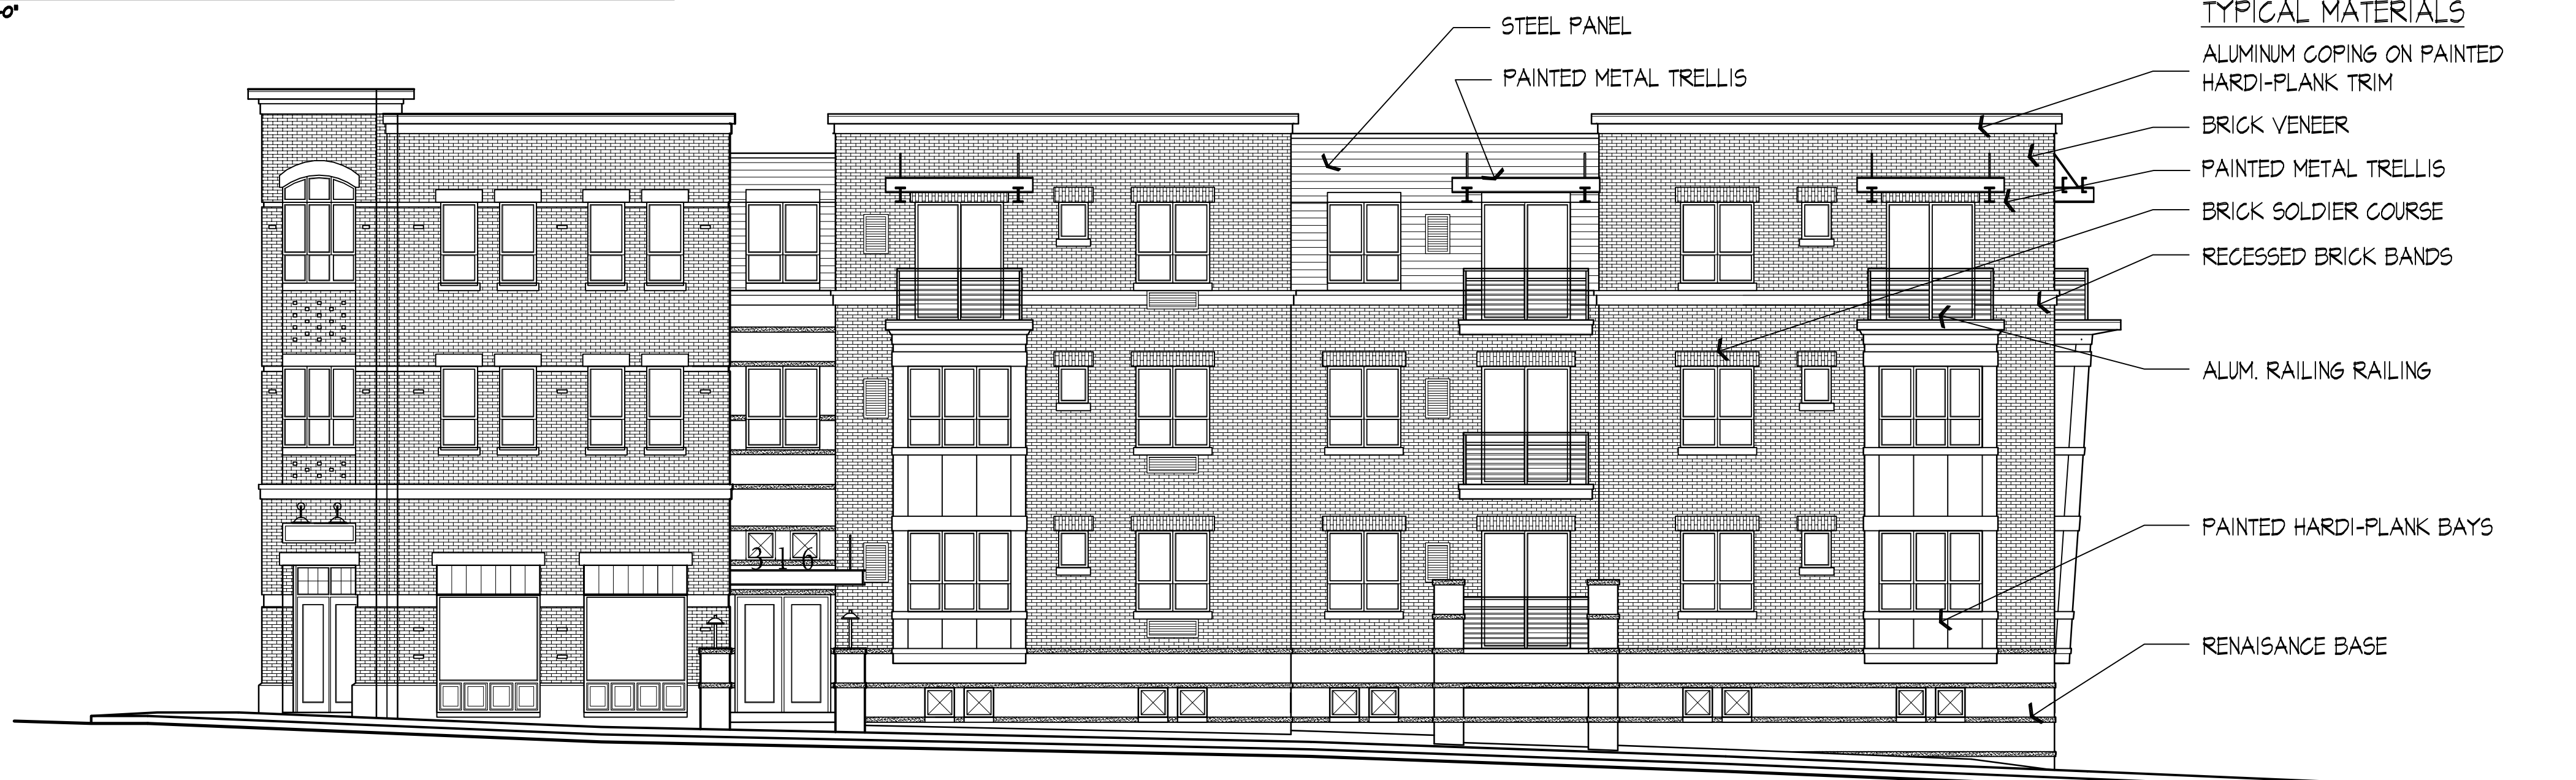 STEEL PANEL
PAINTED METAL TRELLIS
TYPICAL MATERIALS
ALUMINUM COPING ON PAINTED
HARDI-PLANK TRIM
BRICK VENEER
PAINTED METAL TRELLIS
BRICK SOLDIER COURSE
RECESSED BRICK BANDS
ALUM. RAILING RAILING
PAINTED HARDI-PLANK BAYS
RENAISANCE BASE
316